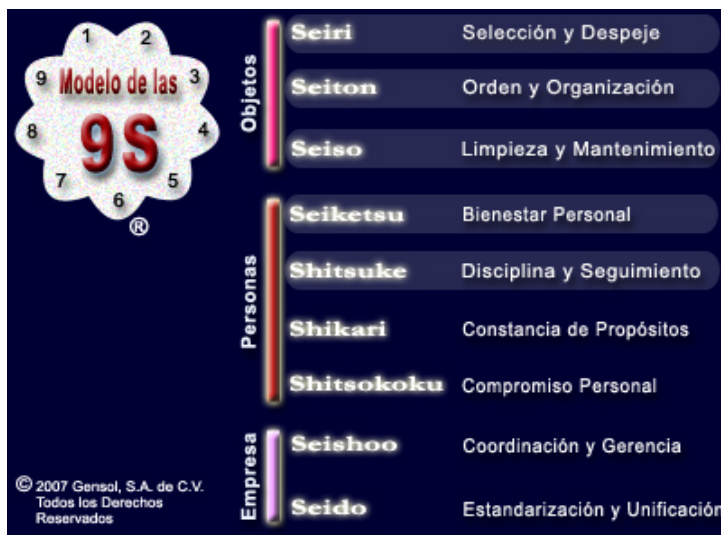 1 2
9 Modelo de las 3
8 9S 4
7 6 5
®
Objetos
Seiri Selección y Despeje
Seiton Orden y Organización
Seiso Limpieza y Mantenimiento
Personas
Seiketsu Bienestar Personal
Shitsuke Disciplina y Seguimiento
Shikari Constancia de Propósitos
Shitsokoku Compromiso Personal
Empresa
Seishoo Coordinación y Gerencia
Seido Estandarización y Unificación
© 2007 Gensol, S.A. de C.V.
Todos los Derechos
Reservados